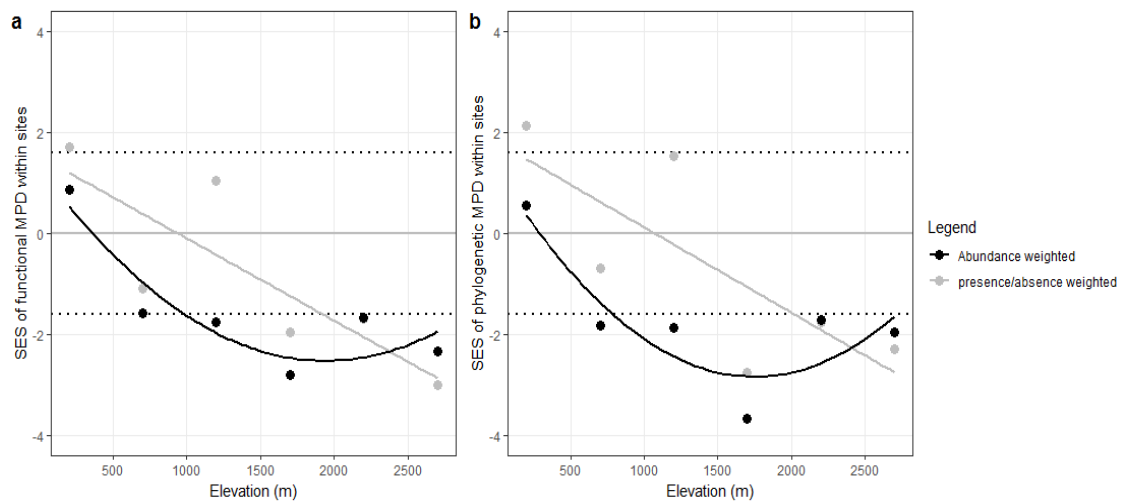 a
SES of functional MPD within sites
4
2
0
-2
-4
500 1000 1500 2000 2500
Elevation (m)
b
SES of phylogenetic MPD within sites
4
2
0
-2
-4
500 1000 1500 2000 2500
Elevation (m)
Legend
Abundance weighted
presence/absence weighted